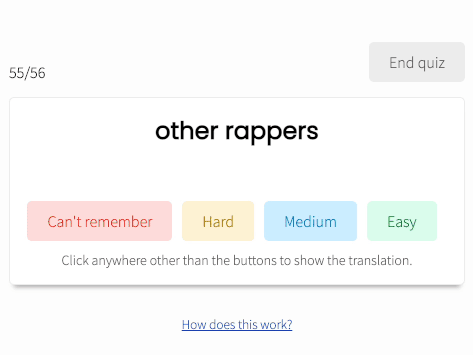 End quiz
55/56
other rappers
Can't remember Hard Medium Easy
Click anywhere other than the buttons to show the translation.
How does this work?